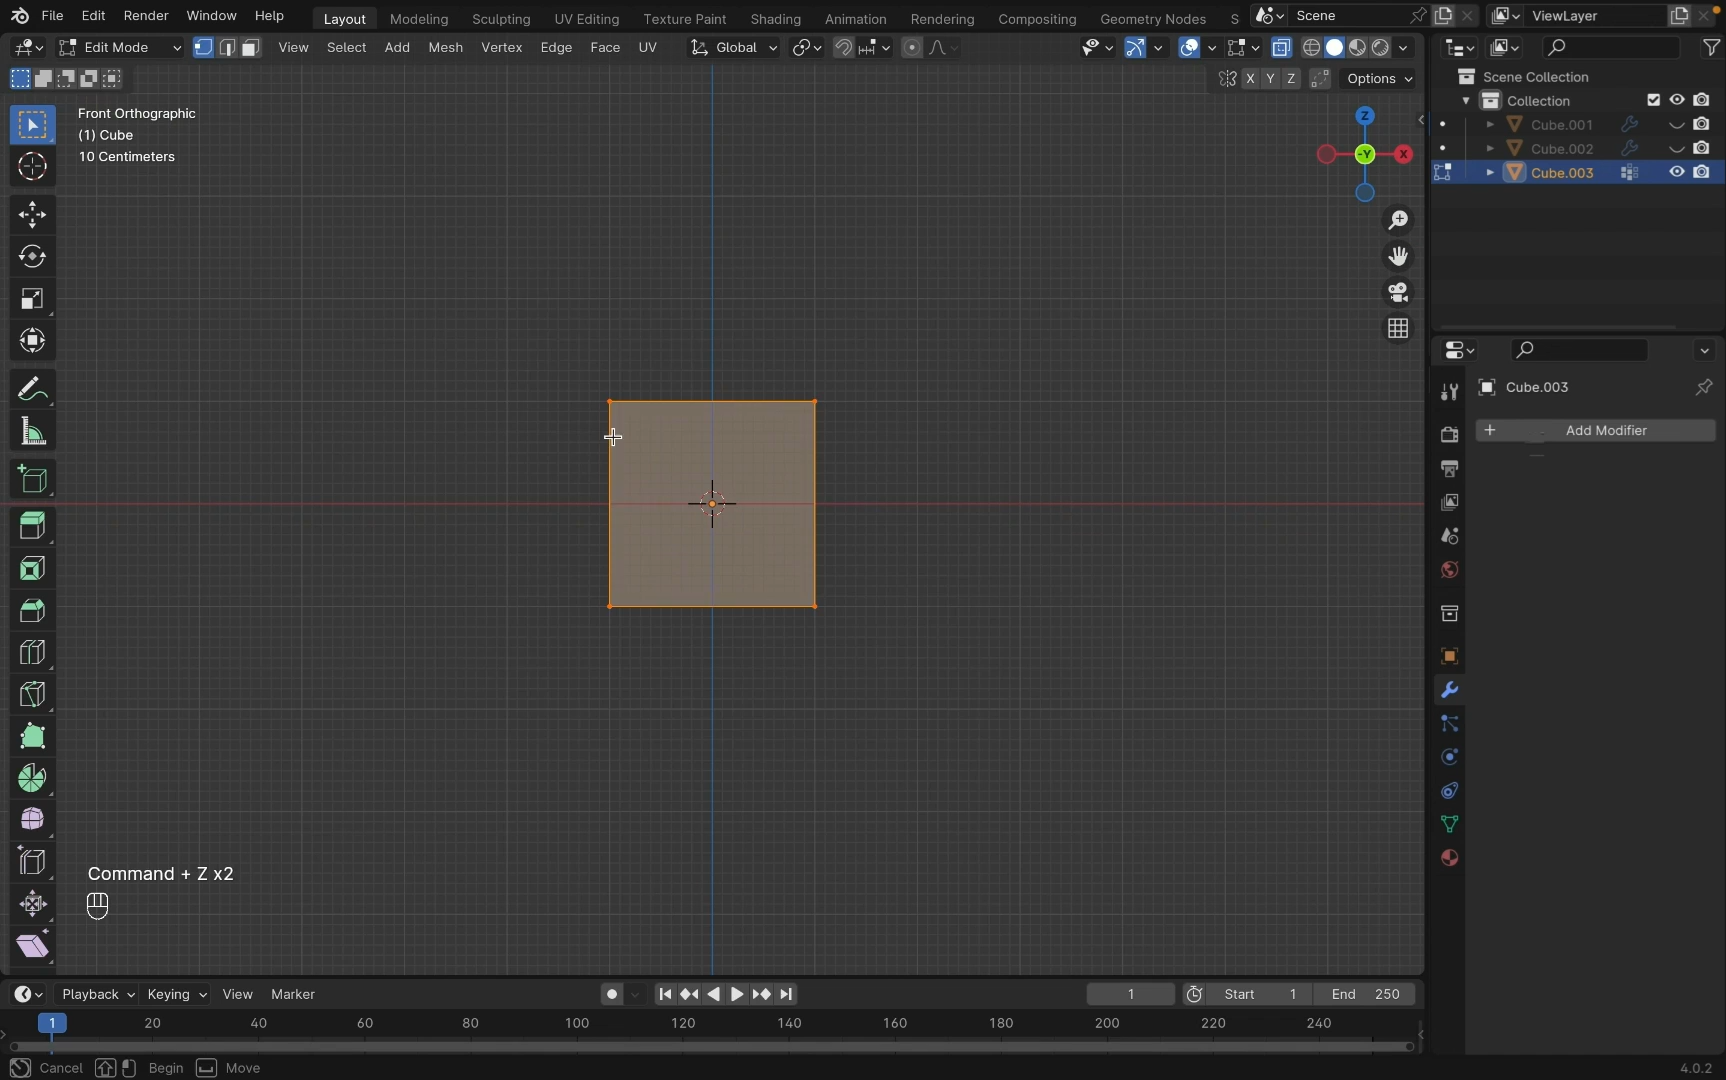 File Edit Render Window Help Layout Modeling Sculpting UV Editing Texture Paint Shading Animation Rendering Compositing Geometry Nodes S Scene ViewLayer
Edit Mode View Select Add Mesh Vertex Edge Face UV Global
X Y Z Options
Front Orthographic
(1) Cube
10 Centimeters
Z
-Y X
Scene Collection
Collection
Cube.001
Cube.002
Cube.003
Cube.003
Add Modifier
Command + Z x2
Playback Keying View Marker 1 Start 1 End 250
1 20 40 60 80 100 120 140 160 180 200 220 240
Cancel Begin Move 4.0.2